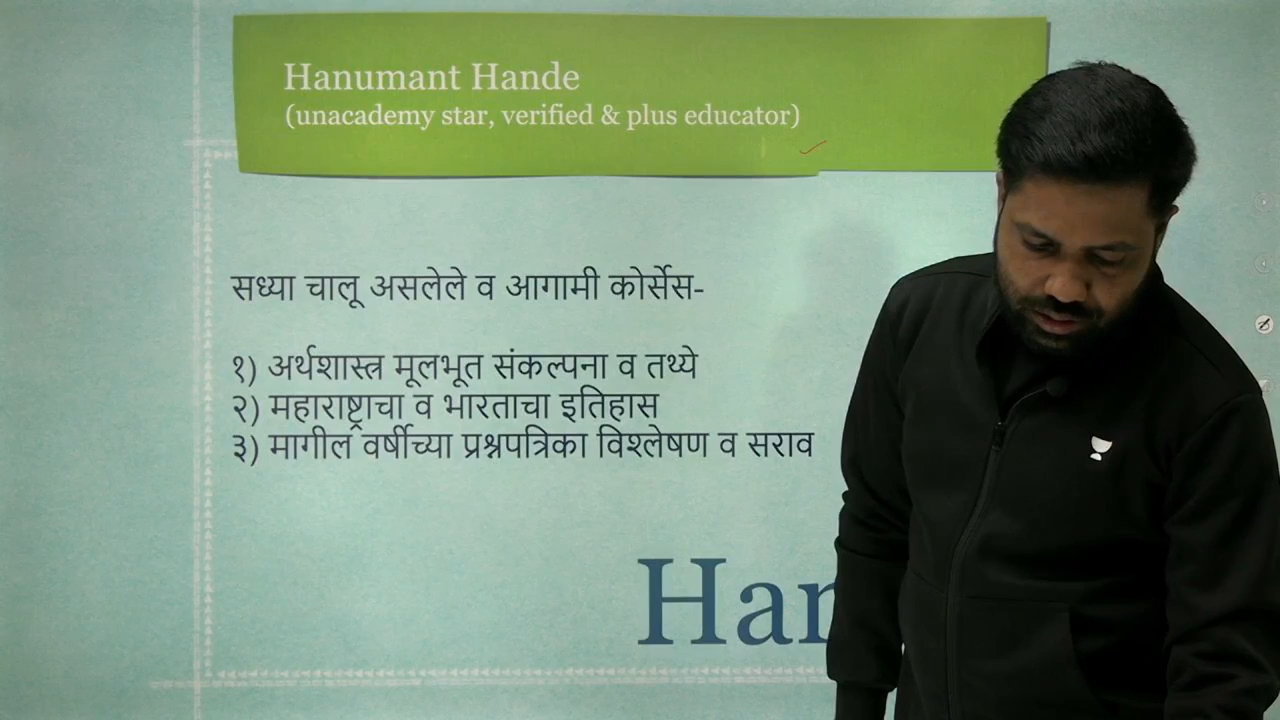 Hanumant Hande
(unacademy star, verified & plus educator)
सध्या चालू असलेले व आगामी कोर्सेस-
१) अर्थशास्त्र मूलभूत संकल्पना व तथ्ये
२) महाराष्ट्राचा व भारताचा इतिहास
३) मागील वर्षीच्या प्रश्नपत्रिका विश्लेषण व सराव
Han